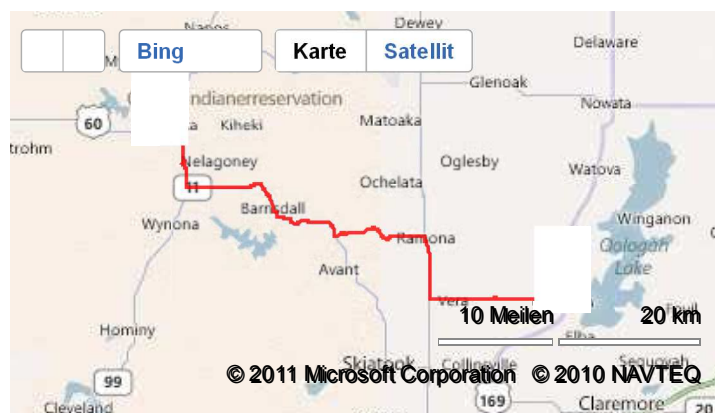 Dewey
Delaware
Bing
Karte
Satellit
Glenoak
Indianerreservation
Nowata
60
Kiheki
Matoaka
Nelagoney
Oglesby
Watova
11
Ochelata
Barnsdall
Winganon
Wynona
Ramona
Oologah
Lake
Avant
Vera
10 Meilen
20 km
Hominy
Skiatook
Collinsville
Sequoyah
© 2011 Microsoft Corporation
© 2010 NAVTEQ
99
169
Cleveland
Claremore
20